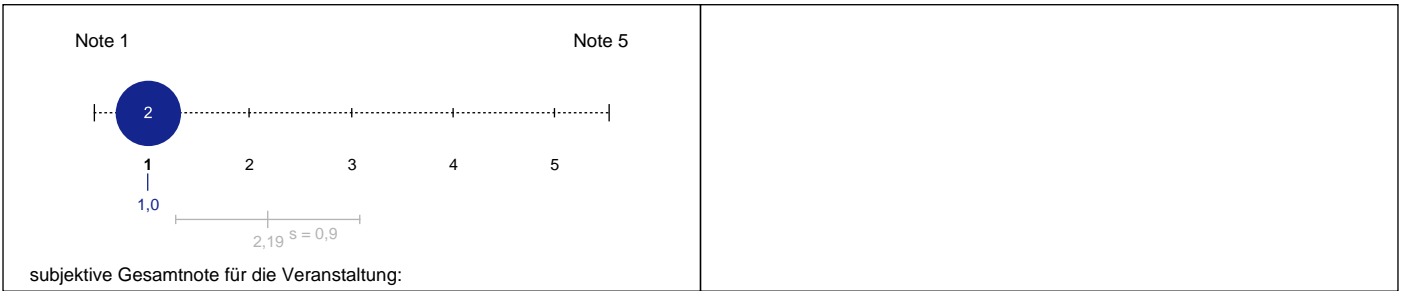 Note 1 Note 5
2
1 2 3 4 5
1,0
2,19 s = 0,9
subjektive Gesamtnote für die Veranstaltung: